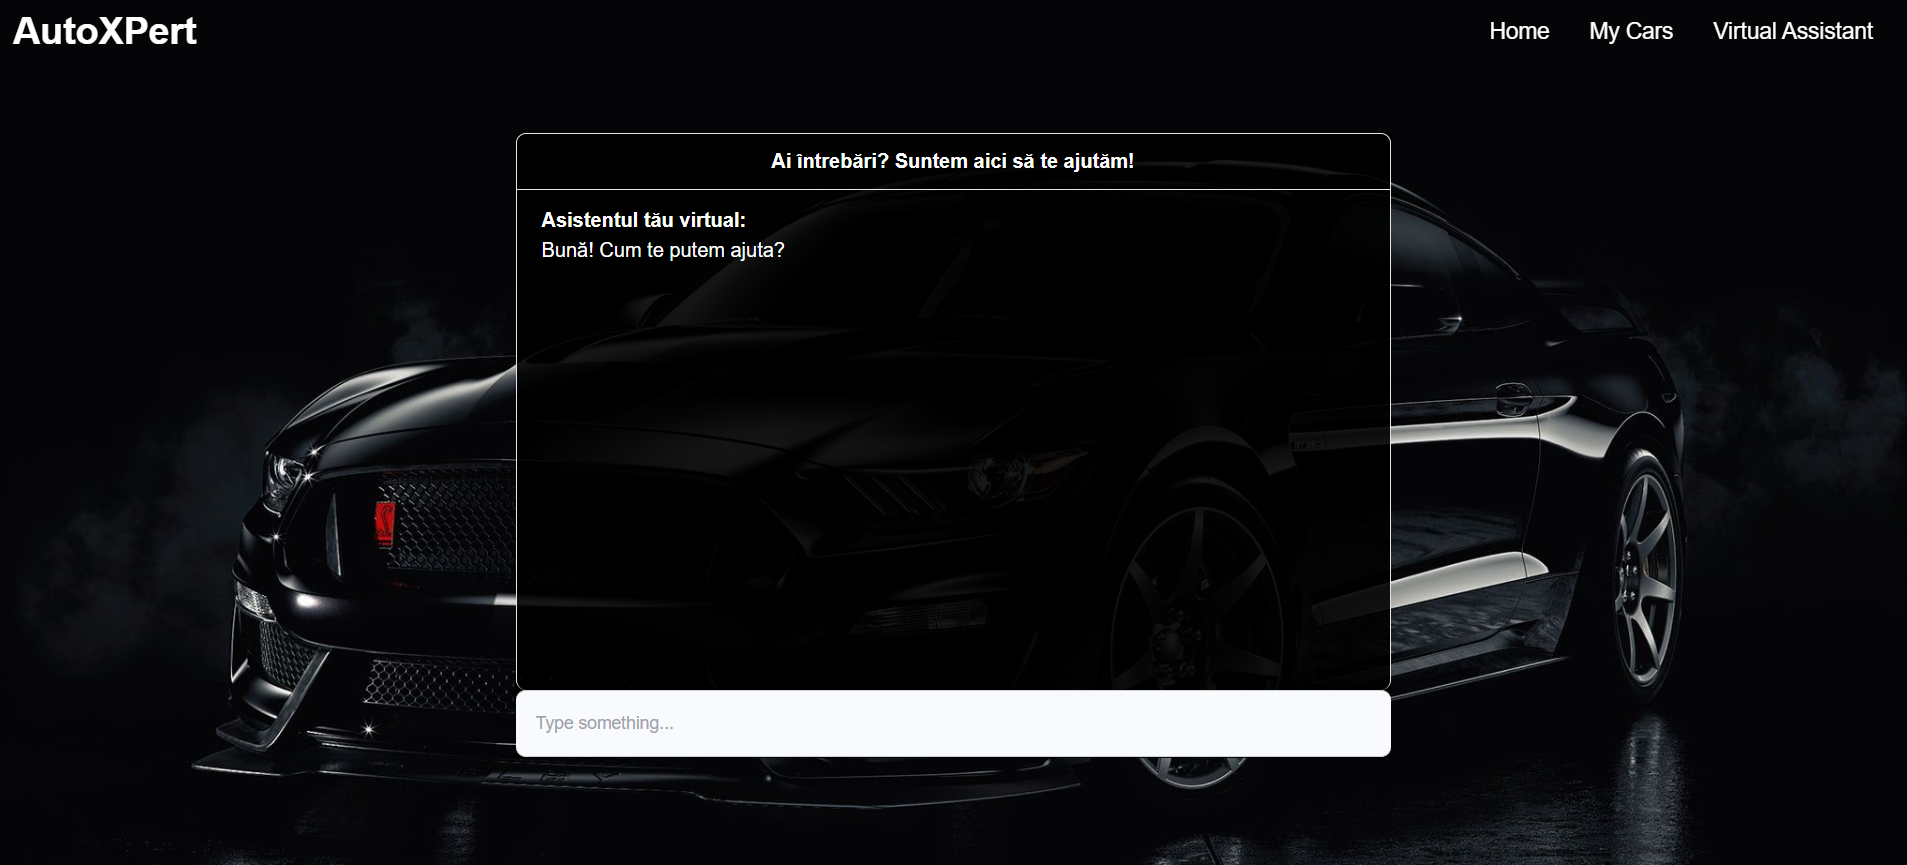 AutoXPert
Home
My Cars
Virtual Assistant
Ai întrebări? Suntem aici să te ajutăm!
Asistentul tău virtual:
Bună! Cum te putem ajuta?
Type something...